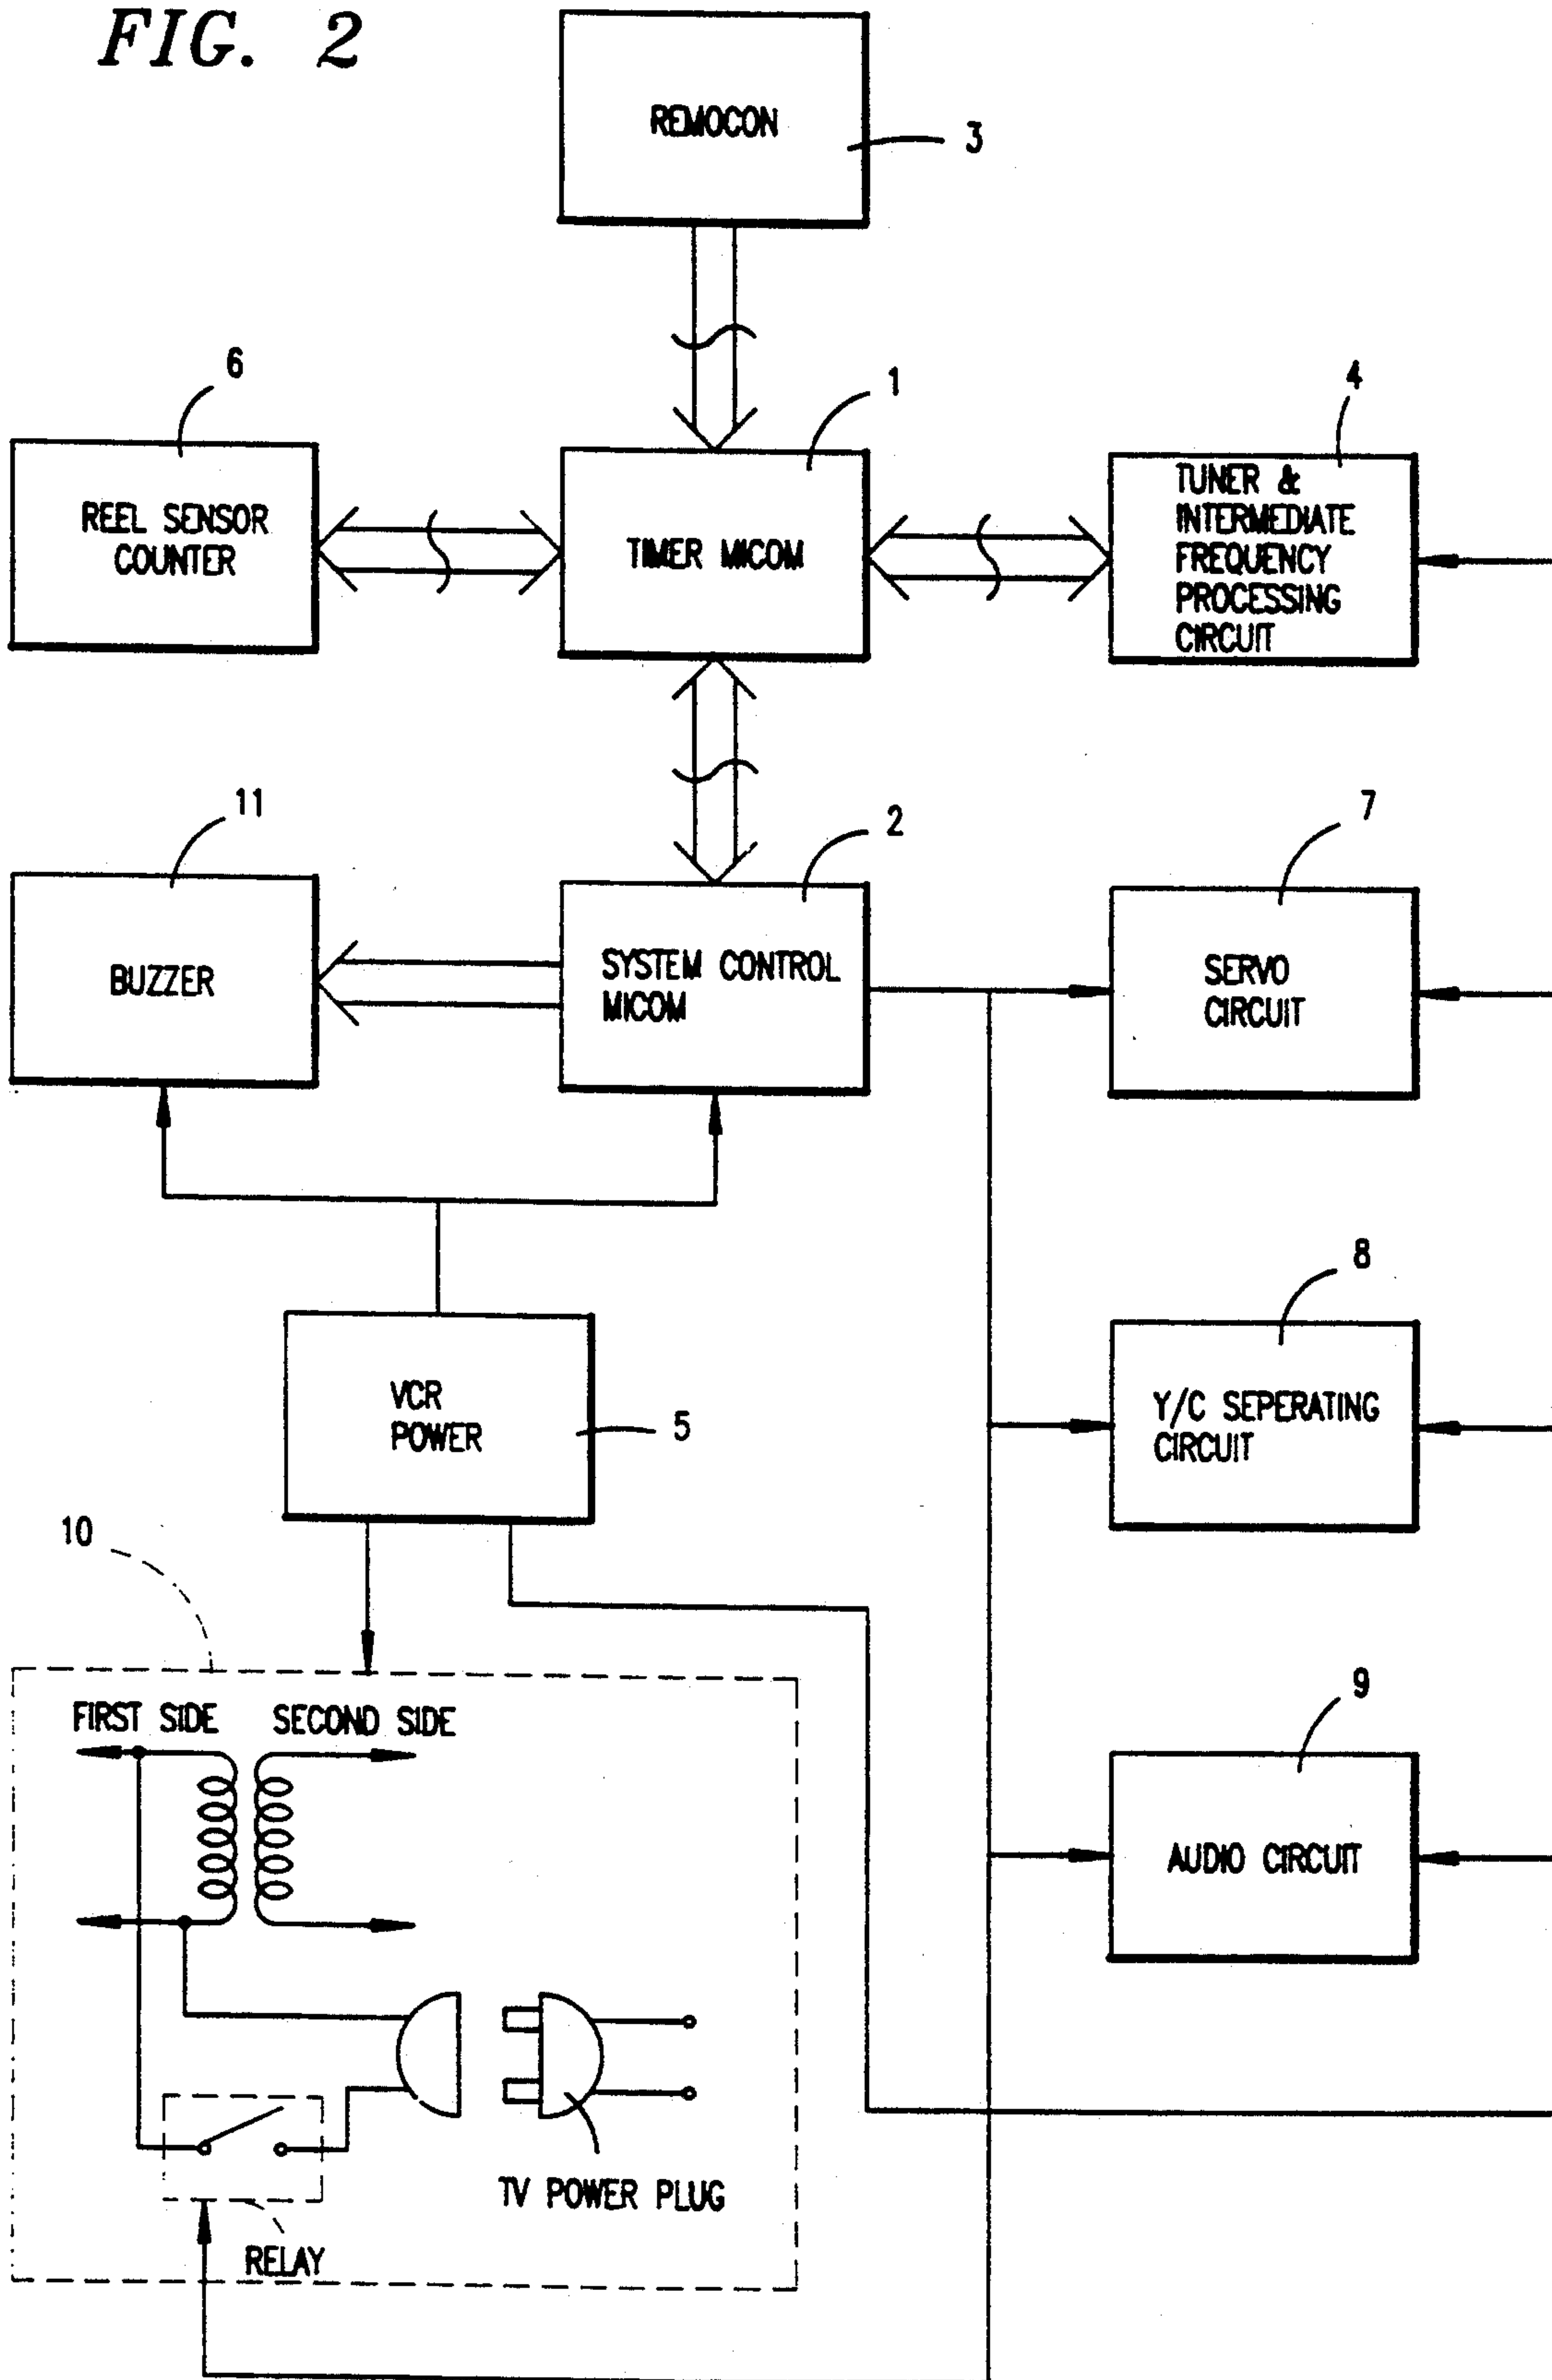 FIG. 2
REMOCON
3
6
1
4
REEL SENSOR
COUNTER
TIMER MICOM
TUNER &
INTERMEDIATE
FREQUENCY
PROCESSING
CIRCUIT
11
2
7
BUZZER
SYSTEM CONTROL
MICOM
SERVO
CIRCUIT
8
VCR
POWER
5
Y/C SEPERATING
CIRCUIT
10
FIRST SIDE
SECOND SIDE
9
AUDIO CIRCUIT
TV POWER PLUG
RELAY